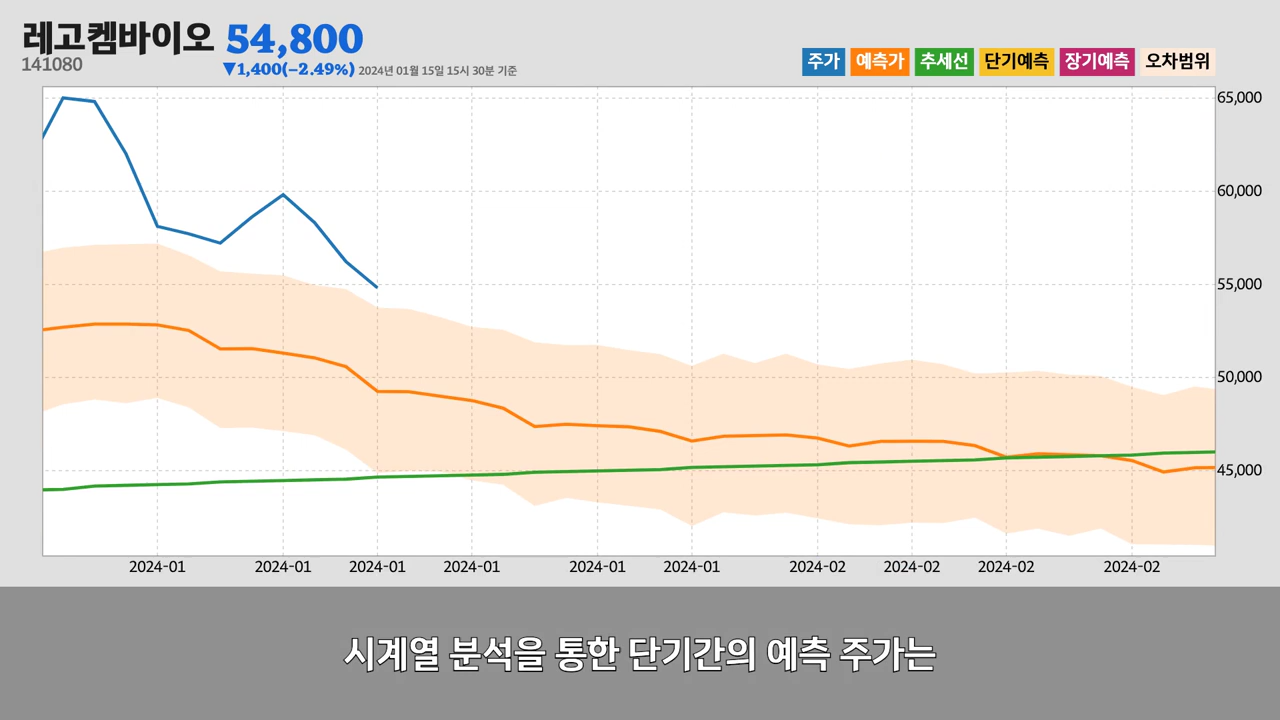 레고켐바이오 54,800
141080
▼1,400(−2.49%) 2024년 01월 15일 15시 30분 기준
주가 예측가 추세선 단기예측 장기예측 오차범위
65,000
60,000
55,000
50,000
45,000
2024-01 2024-01 2024-01 2024-01 2024-01 2024-01 2024-02 2024-02 2024-02 2024-02
시계열 분석을 통한 단기간의 예측 주가는